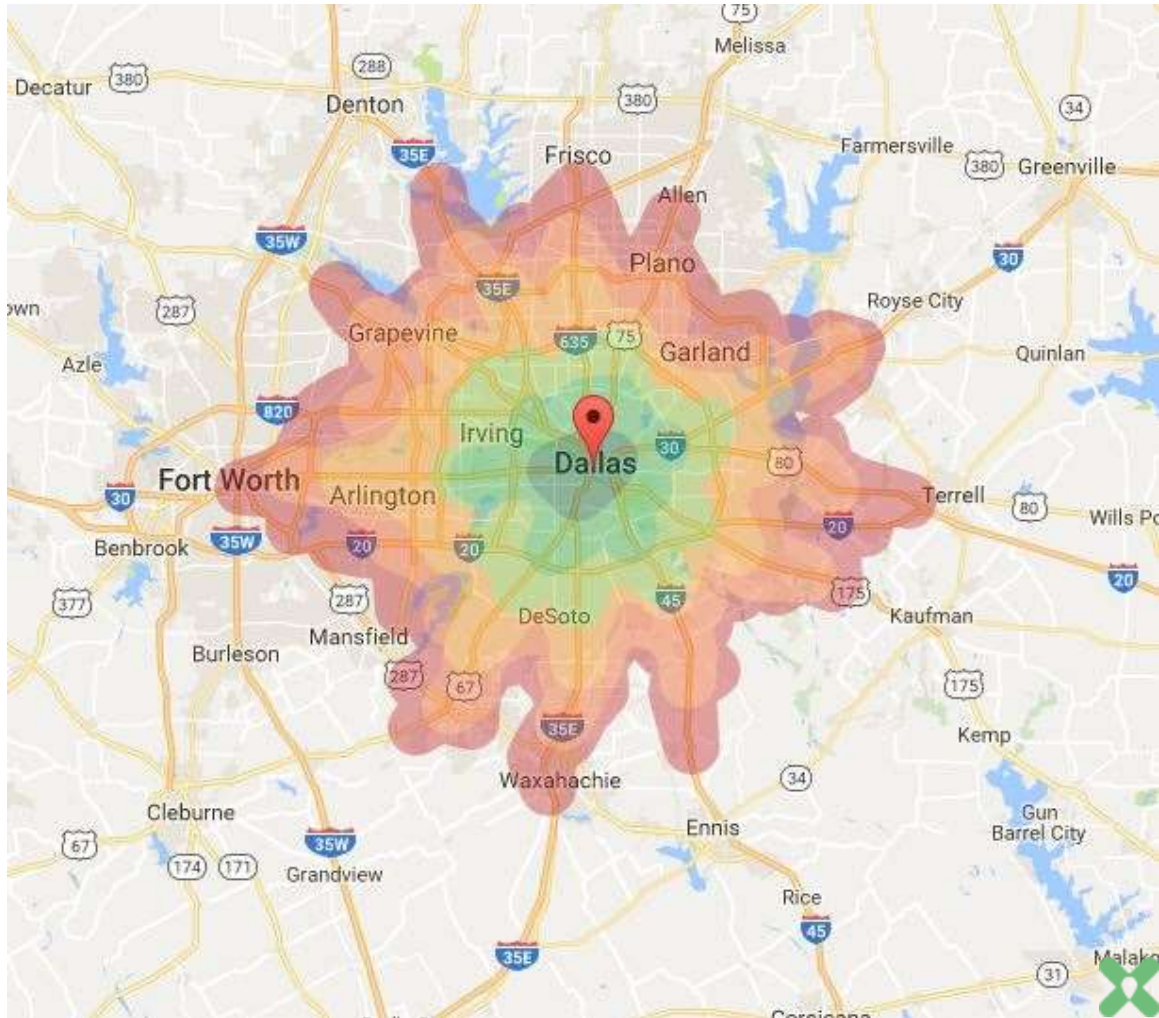 75
Melissa
Decatur
380
288
Denton
380
34
35E
Frisco
Farmersville
380
Greenville
Allen
35W
Plano
30
35E
287
Royse City
own
Grapevine
635
75
Garland
Quinlan
Azle
820
Irving
30
Dallas
80
Fort Worth
30
Arlington
Terrell
80
Wills Po
20
35W
Benbrook
20
20
20
377
287
DeSoto
45
175
Kaufman
Mansfield
Burleson
287
67
175
35E
Kemp
Waxahachie
34
Cleburne
Ennis
Gun
Barrel City
67
35W
174
171
Grandview
Rice
45
35E
31
Malako